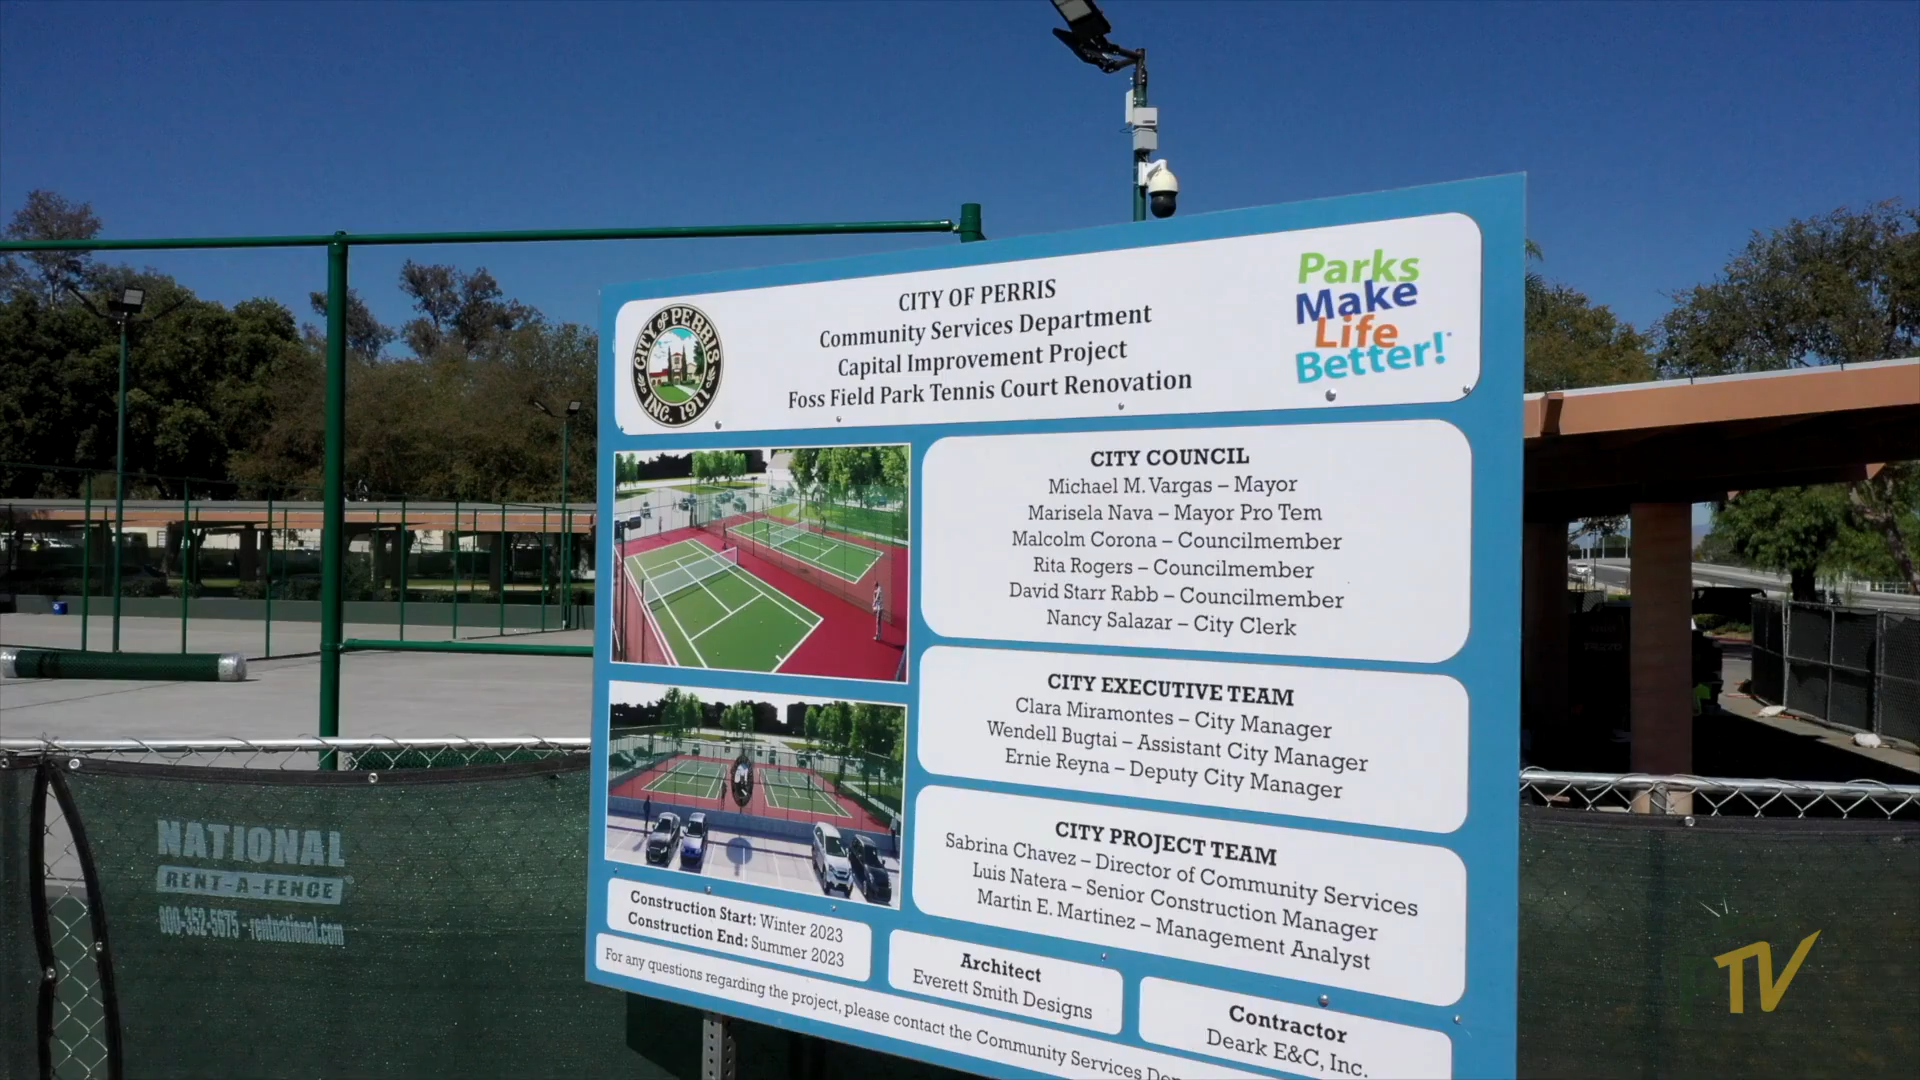 CITY OF PERRIS
INC. 1911
CITY OF PERRIS
Community Services Department
Capital Improvement Project
Foss Field Park Tennis Court Renovation
Parks
Make
Life
Better!
CITY COUNCIL
Michael M. Vargas – Mayor
Marisela Nava – Mayor Pro Tem
Malcolm Corona – Councilmember
Rita Rogers – Councilmember
David Starr Rabb – Councilmember
Nancy Salazar – City Clerk
CITY EXECUTIVE TEAM
Clara Miramontes – City Manager
Wendell Bugtai – Assistant City Manager
Ernie Reyna – Deputy City Manager
CITY PROJECT TEAM
Sabrina Chavez – Director of Community Services
Luis Natera – Senior Construction Manager
Martin E. Martinez – Management Analyst
Construction Start: Winter 2023
Construction End: Summer 2023
Architect
Everett Smith Designs
Contractor
Deark E&C, Inc.
For any questions regarding the project, please contact the Community Services
NATIONAL
RENT-A-FENCE
800-352-5675 - rentnational.com
TV